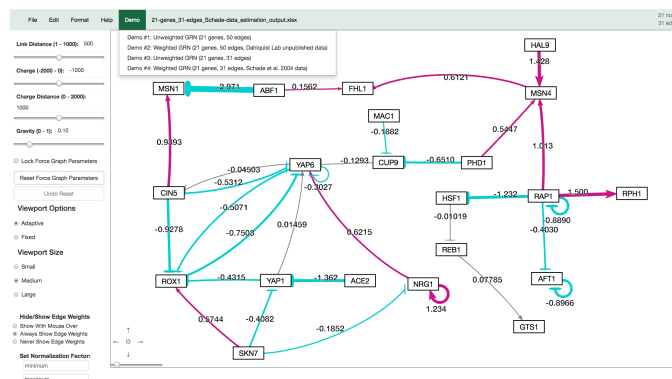 File Edit Format Help Demo 21-genes_31-edges_Schade-data_estimation_output.xlsx
21 no
31 ed
Demo #1: Unweighted GRN (21 genes, 50 edges)
Demo #2: Weighted GRN (21 genes, 50 edges, Dahlquist Lab unpublished data)
Demo #3: Unweighted GRN (21 genes, 31 edges)
Demo #4: Weighted GRN (21 genes, 31 edges, Schade et al. 2004 data)
Link Distance (1 - 1000): 500
Charge (-2000 - 0): -1000
Charge Distance (0 - 2000):
1000
Gravity (0 - 1): 0.10
Lock Force Graph Parameters
Reset Force Graph Parameters
Undo Reset
Viewport Options
Adaptive
Fixed
Viewport Size
Small
Medium
Large
Hide/Show Edge Weights
Show With Mouse Over
Always Show Edge Weights
Never Show Edge Weights
Set Normalization Factor:
minimum
HAL9
1.428
MSN1
-2.971
ABF1
0.1562
FHL1
0.6121
MSN4
MAC1
-0.1882
0.5447
1.013
0.9393
-0.04503
YAP6
-0.1293
CUP9
-0.6510
PHD1
-0.5312
-0.3027
CIN5
HSF1
-1.232
RAP1
1.500
RPH1
-0.5071
-0.01019
-0.8890
-0.4030
-0.9278
-0.7503
0.01459
0.6215
REB1
ROX1
-0.4315
YAP1
-1.362
ACE2
NRG1
0.07785
AFT1
-0.8966
1.234
0.5744
-0.4082
-0.1852
GTS1
SKN7